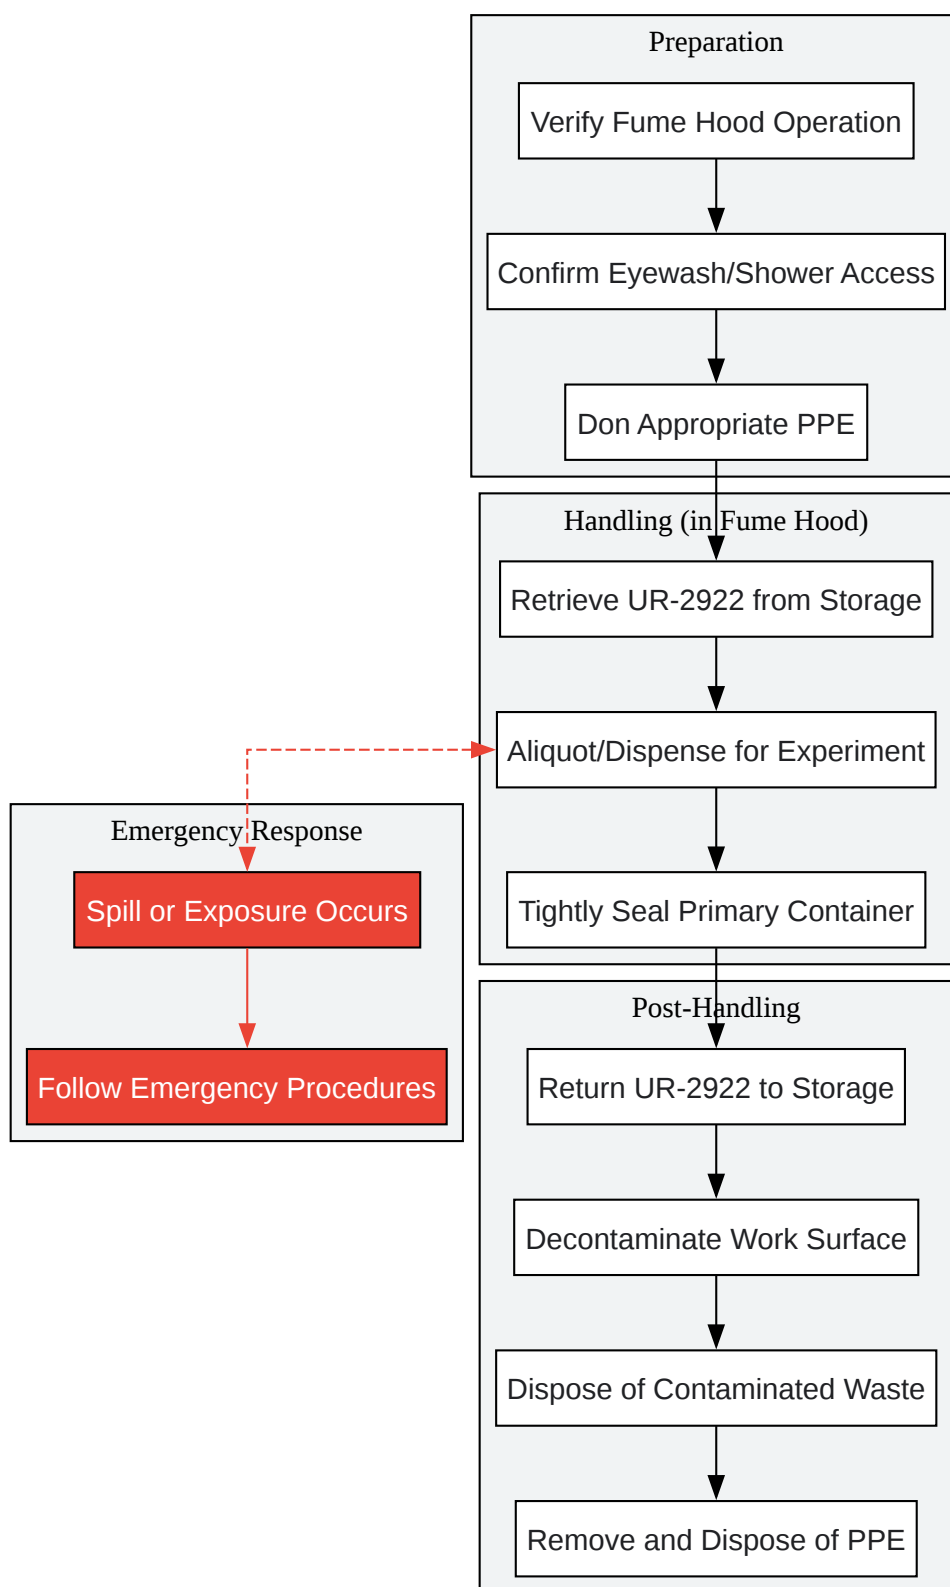 Preparation
Verify Fume Hood Operation
Confirm Eyewash/Shower Access
Don Appropriate PPE
Handling (in Fume Hood)
Retrieve UR-2922 from Storage
Aliquot/Dispense for Experiment
Tightly Seal Primary Container
Emergency Response
Spill or Exposure Occurs
Follow Emergency Procedures
Post-Handling
Return UR-2922 to Storage
Decontaminate Work Surface
Dispose of Contaminated Waste
Remove and Dispose of PPE